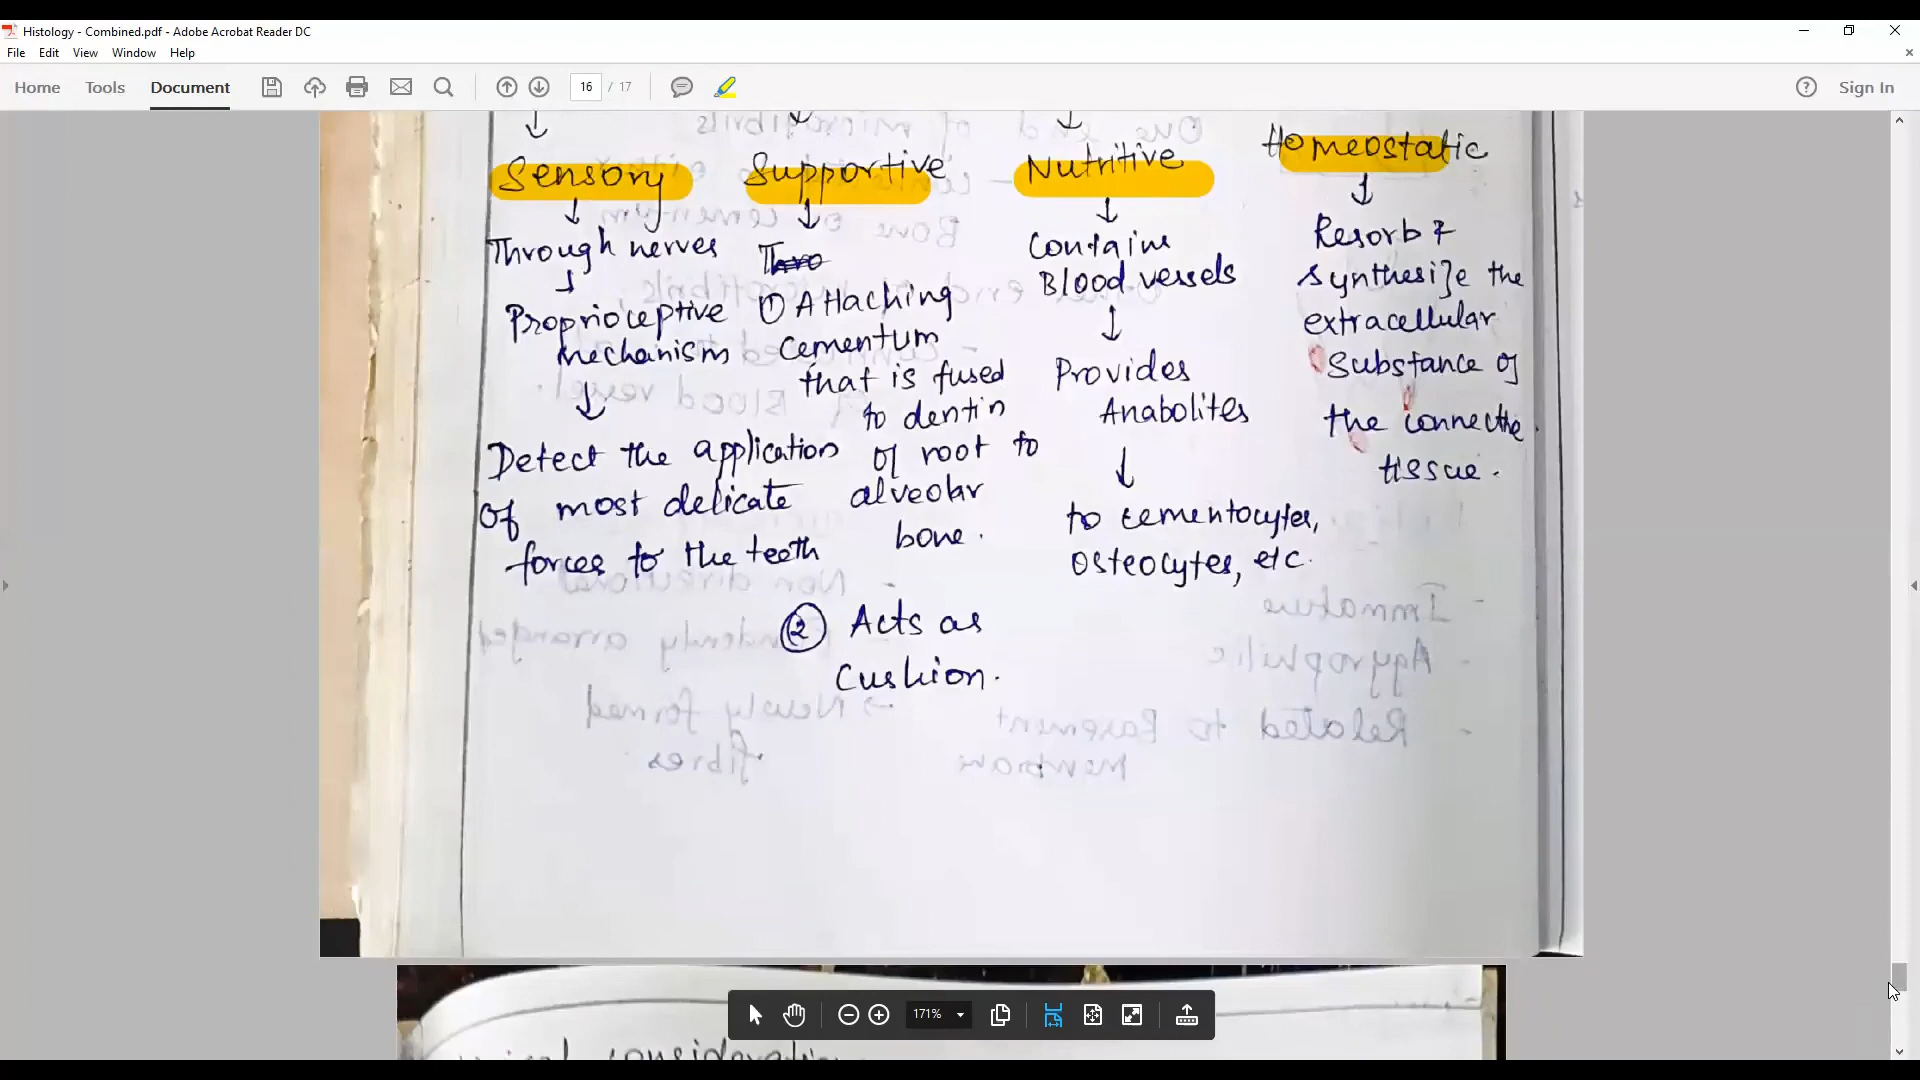 Histology - Combined.pdf - Adobe Acrobat Reader DC
File Edit View Window Help
Home Tools Document 16 / 17 Sign In
Sensory
Through nerves
Proprioceptive
mechanism
Detect the application
of most delicate
forces to the teeth
Supportive
① Attaching
cementum
that is fused
to dentin
of root to
alveolar
bone.
② Acts as
cushion.
Nutritive
Contains
Blood vessels
Provides
Anabolites
to cementocytes,
osteocytes, etc.
Homeostatic
Resorb &
synthesize the
extracellular
substance of
the connective
tissue.
171%
considerations